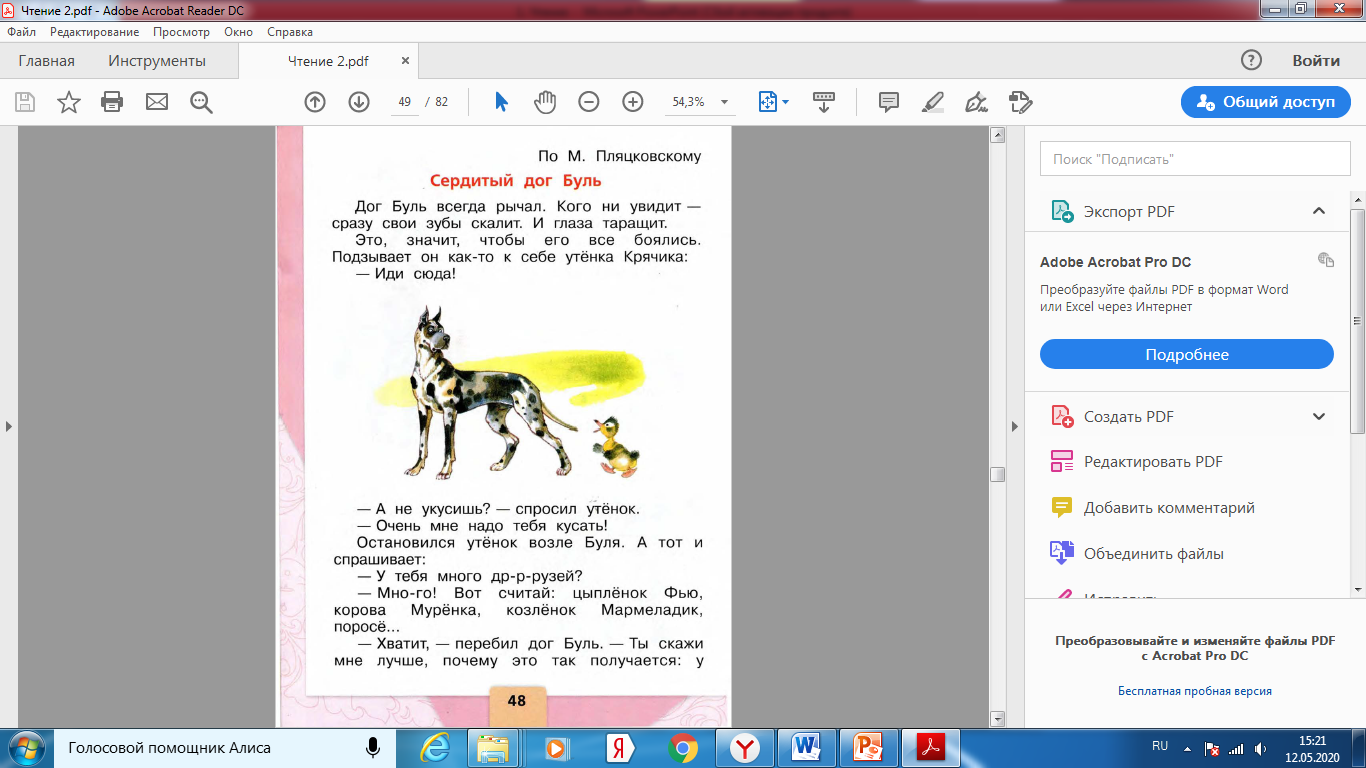 Чтение 2.pdf - Adobe Acrobat Reader DC
Файл Редактирование Просмотр Окно Справка
Главная Инструменты Чтение 2.pdf × Войти
49 / 82 54,3% Общий доступ
По М. Пляцковскому
Сердитый дог Буль
Дог Буль всегда рычал. Кого ни увидит —
сразу свои зубы скалит. И глаза таращит.
Это, значит, чтобы его все боялись.
Подзывает он как-то к себе утёнка Крячика:
— Иди сюда!
— А не укусишь? — спросил утёнок.
— Очень мне надо тебя кусать!
Остановился утёнок возле Буля. А тот и
спрашивает:
— У тебя много др-р-рузей?
— Мно-го! Вот считай: цыплёнок Фью,
корова Мурёнка, козлёнок Мармеладик,
поросё...
— Хватит, — перебил дог Буль. — Ты скажи
мне лучше, почему это так получается: у
48
Поиск "Подписать"
Экспорт PDF
Adobe Acrobat Pro DC
Преобразуйте файлы PDF в формат Word
или Excel через Интернет
Подробнее
Создать PDF
Редактировать PDF
Добавить комментарий
Объединить файлы
Преобразовывайте и изменяйте файлы PDF
с Acrobat Pro DC
Бесплатная пробная версия
Голосовой помощник Алиса
RU
15:21
12.05.2020